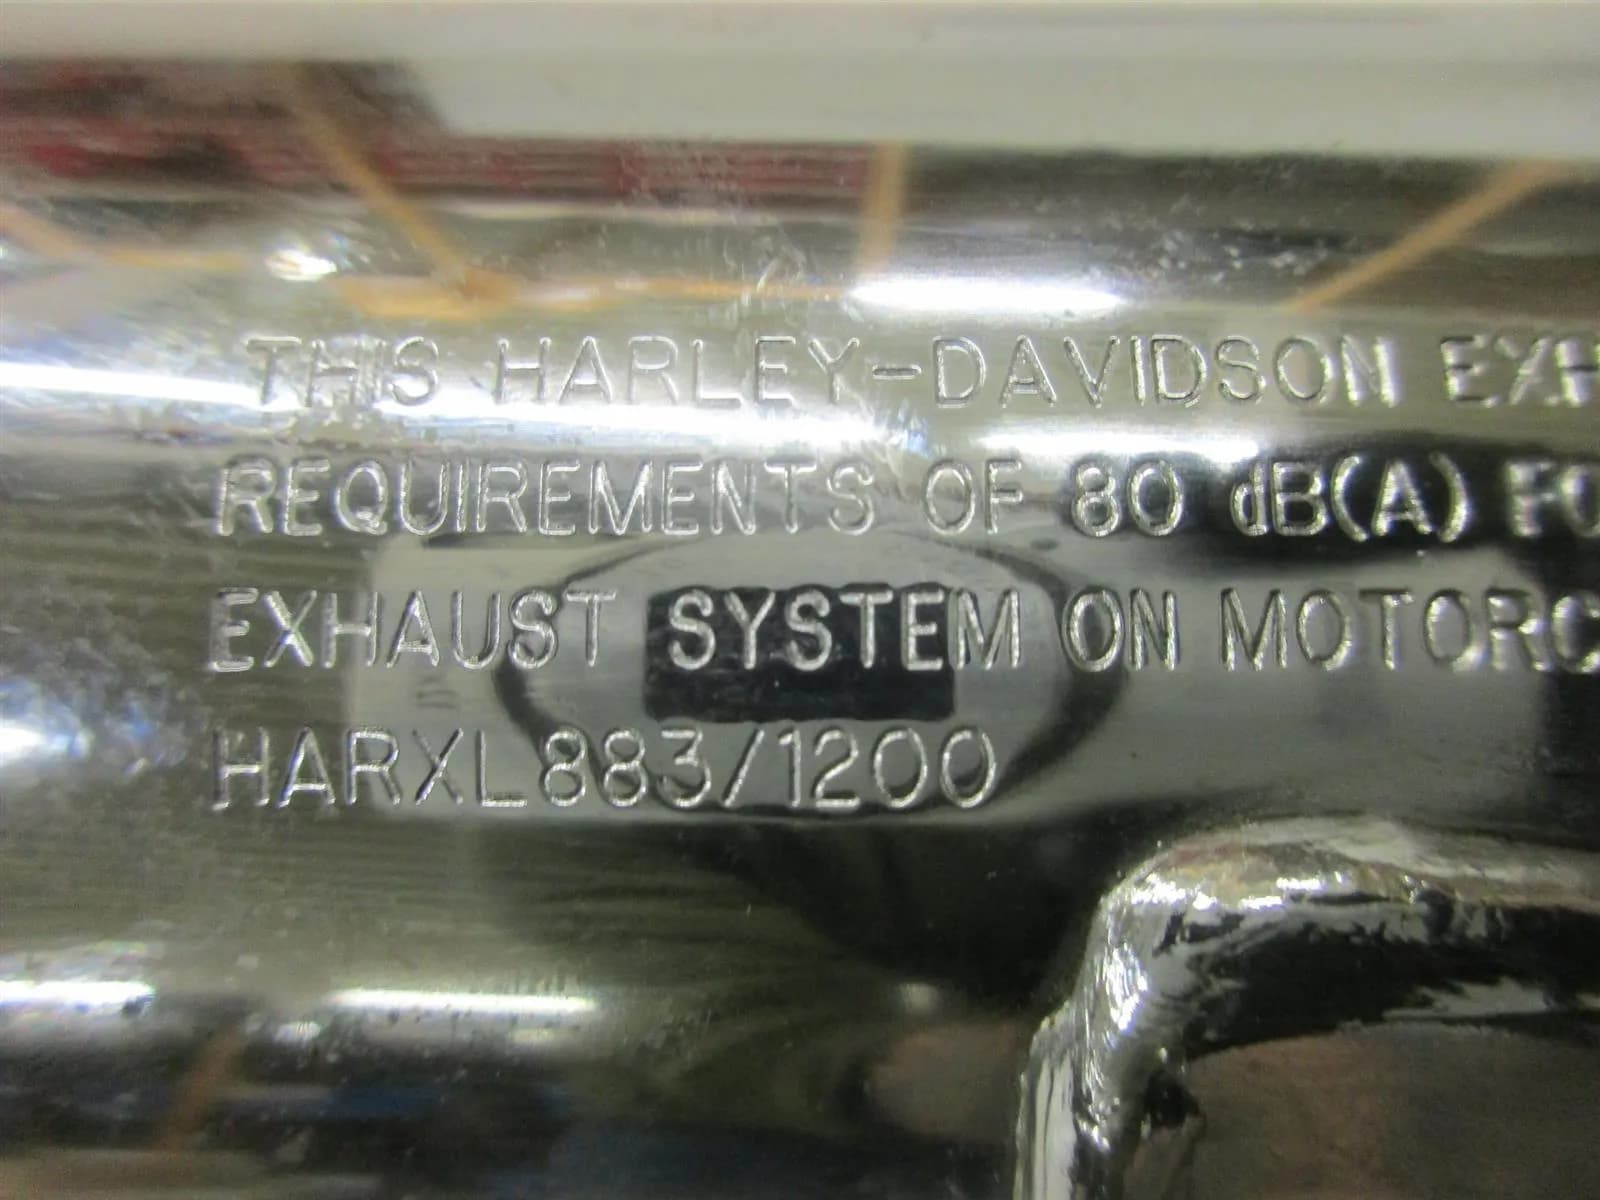 THIS HARLEY-DAVIDSON EXH
REQUIREMENTS OF 80 dB(A) FO
EXHAUST SYSTEM ON MOTORC
HARXL883/1200